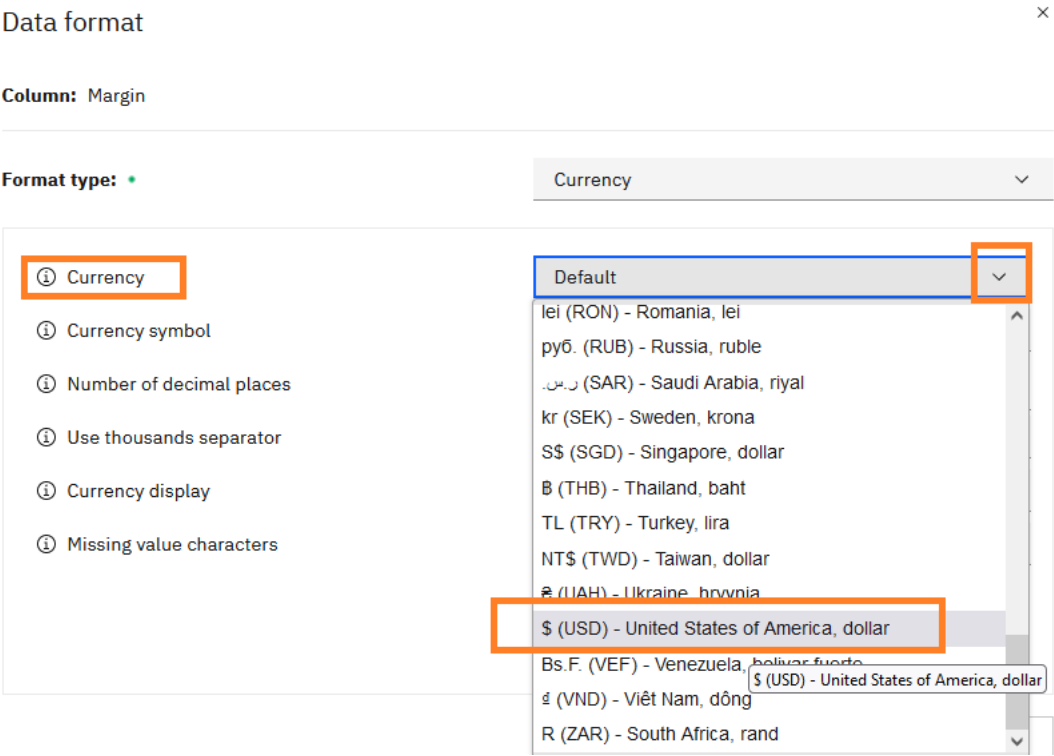 Data format
Column: Margin
Format type:
Currency
Currency
Default
Currency symbol
Number of decimal places
Use thousands separator
Currency display
Missing value characters
lei (RON) - Romania, lei
руб. (RUB) - Russia, ruble
ر.س.‏ (SAR) - Saudi Arabia, riyal
kr (SEK) - Sweden, krona
S$ (SGD) - Singapore, dollar
฿ (THB) - Thailand, baht
TL (TRY) - Turkey, lira
NT$ (TWD) - Taiwan, dollar
₴ (UAH) - Ukraine, hryvnia
$ (USD) - United States of America, dollar
Bs.F. (VEF) - Venezuela, bolivar fuerte
$ (USD) - United States of America, dollar
₫ (VND) - Viêt Nam, dông
R (ZAR) - South Africa, rand